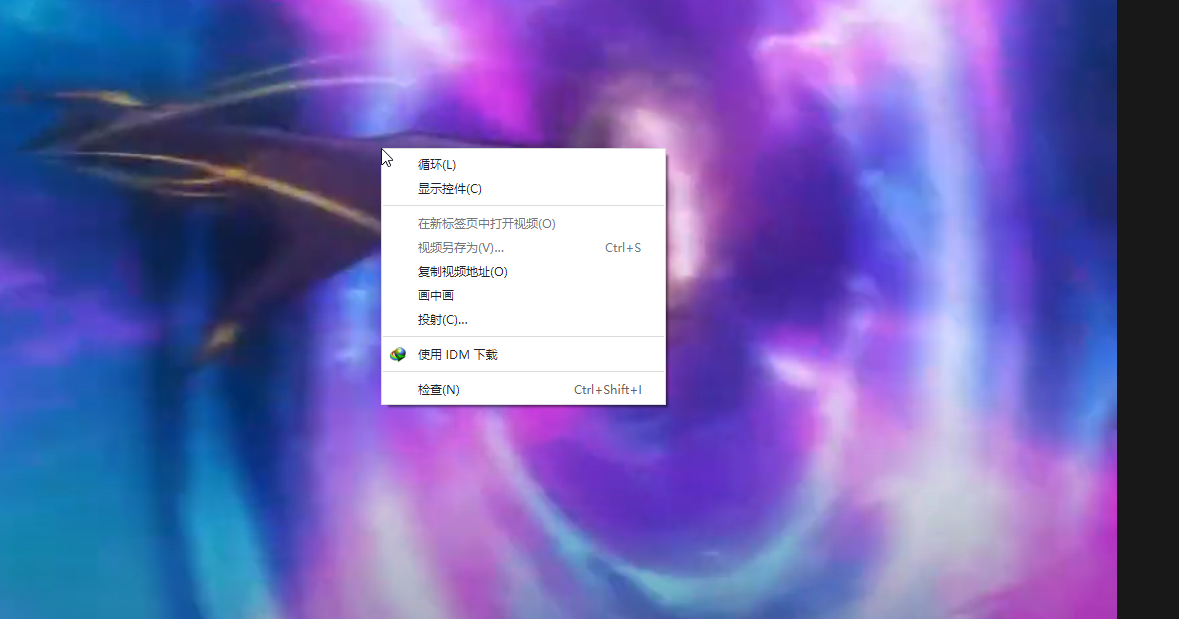 循环(L)
显示控件(C)
在新标签页中打开视频(O)
视频另存为(V)... Ctrl+S
复制视频地址(O)
画中画
投射(C)...
使用 IDM 下载
检查(N) Ctrl+Shift+I